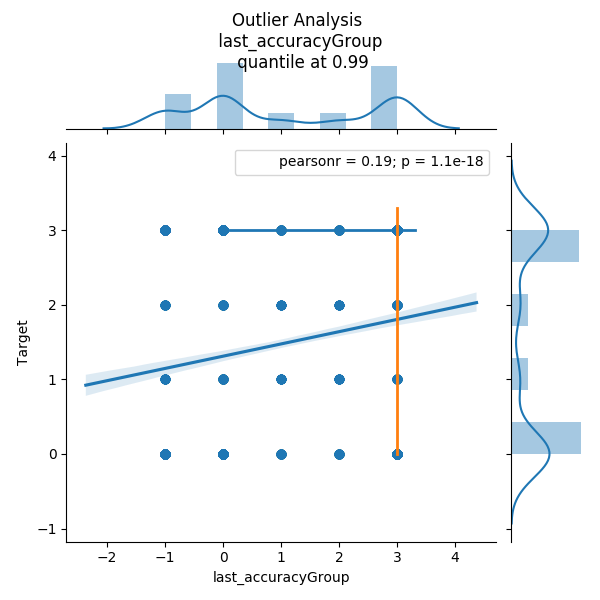 Outlier Analysis
last_accuracyGroup
quantile at 0.99
pearsonr = 0.19; p = 1.1e-18
4
3
2
1
0
−1
Target
−2 −1 0 1 2 3 4
last_accuracyGroup